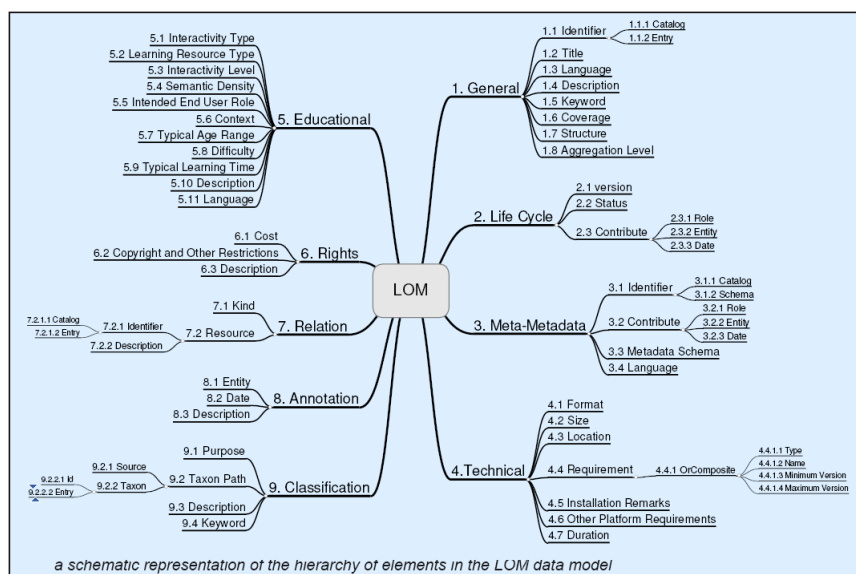 LOM
1. General
1.1 Identifier
1.1.1 Catalog
1.1.2 Entry
1.2 Title
1.3 Language
1.4 Description
1.5 Keyword
1.6 Coverage
1.7 Structure
1.8 Aggregation Level
2. Life Cycle
2.1 version
2.2 Status
2.3 Contribute
2.3.1 Role
2.3.2 Entity
2.3.3 Date
3. Meta-Metadata
3.1 Identifier
3.1.1 Catalog
3.1.2 Schema
3.2 Contribute
3.2.1 Role
3.2.2 Entity
3.2.3 Date
3.3 Metadata Schema
3.4 Language
4.Technical
4.1 Format
4.2 Size
4.3 Location
4.4 Requirement
4.4.1 OrComposite
4.4.1.1 Type
4.4.1.2 Name
4.4.1.3 Minimum Version
4.4.1.4 Maximum Version
4.5 Installation Remarks
4.6 Other Platform Requirements
4.7 Duration
5. Educational
5.1 Interactivity Type
5.2 Learning Resource Type
5.3 Interactivity Level
5.4 Semantic Density
5.5 Intended End User Role
5.6 Context
5.7 Typical Age Range
5.8 Difficulty
5.9 Typical Learning Time
5.10 Description
5.11 Language
6. Rights
6.1 Cost
6.2 Copyright and Other Restrictions
6.3 Description
7. Relation
7.1 Kind
7.2 Resource
7.2.1 Identifier
7.2.1.1 Catalog
7.2.1.2 Entry
7.2.2 Description
8. Annotation
8.1 Entity
8.2 Date
8.3 Description
9. Classification
9.1 Purpose
9.2 Taxon Path
9.2.1 Source
9.2.2 Taxon
9.2.2.1 Id
9.2.2.2 Entry
9.3 Description
9.4 Keyword
a schematic representation of the hierarchy of elements in the LOM data model